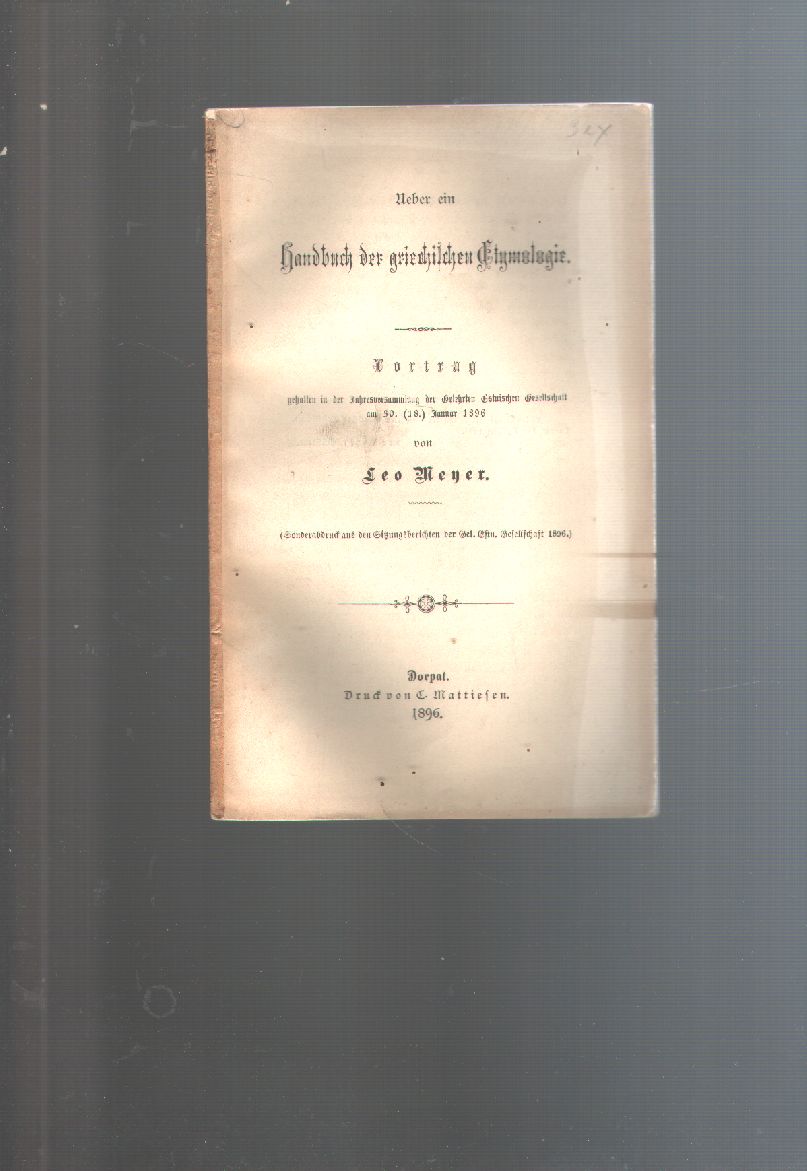 Ueber ein
Handbuch der griechischen Etymologie.
Vortrag
gehalten in der Jahresversammlung der Gelehrten Estnischen Gesellschaft
am 30. (18.) Januar 1896
von
Leo Meyer.
(Sonderabdruck aus den Sitzungsberichten der Gel. Estn. Gesellschaft 1896.)
Dorpat.
Druck von C. Mattiesen.
1896.